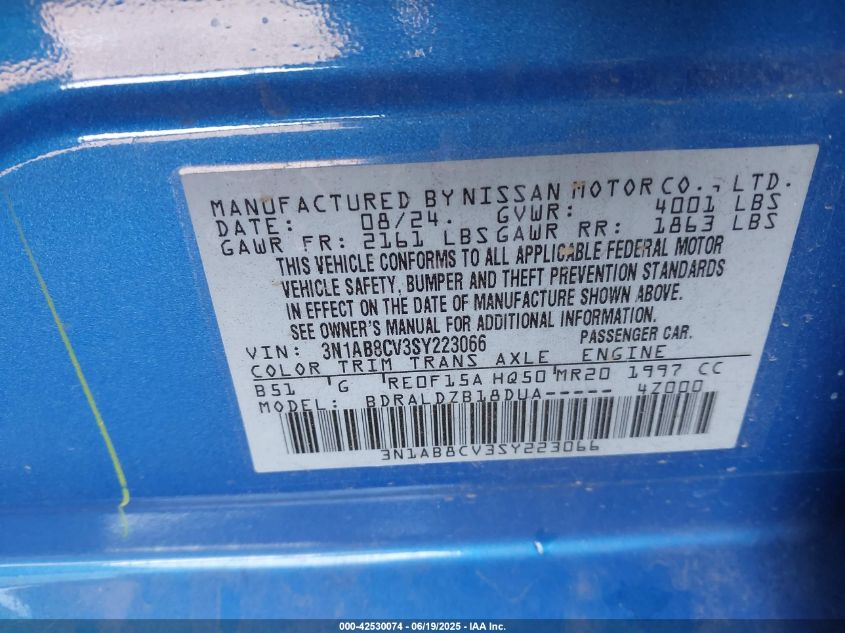 MANUFACTURED BY NISSAN MOTOR CO., LTD.
DATE: 08/24. GVWR: 4001 LBS
GAWR FR: 2161 LBS GAWR RR: 1863 LBS
THIS VEHICLE CONFORMS TO ALL APPLICABLE FEDERAL MOTOR
VEHICLE SAFETY, BUMPER AND THEFT PREVENTION STANDARDS
IN EFFECT ON THE DATE OF MANUFACTURE SHOWN ABOVE.
SEE OWNER'S MANUAL FOR ADDITIONAL INFORMATION.
VIN: 3N1AB8CV3SY223066 PASSENGER CAR.
COLOR TRIM TRANS AXLE ENGINE
B51 G RE0F15A HQ50 MR20 1997 CC
MODEL: BDRALDZB18DUA----- 4Z000
3N1AB8CV3SY223066
000-42530074 - 06/19/2025 - IAA Inc.